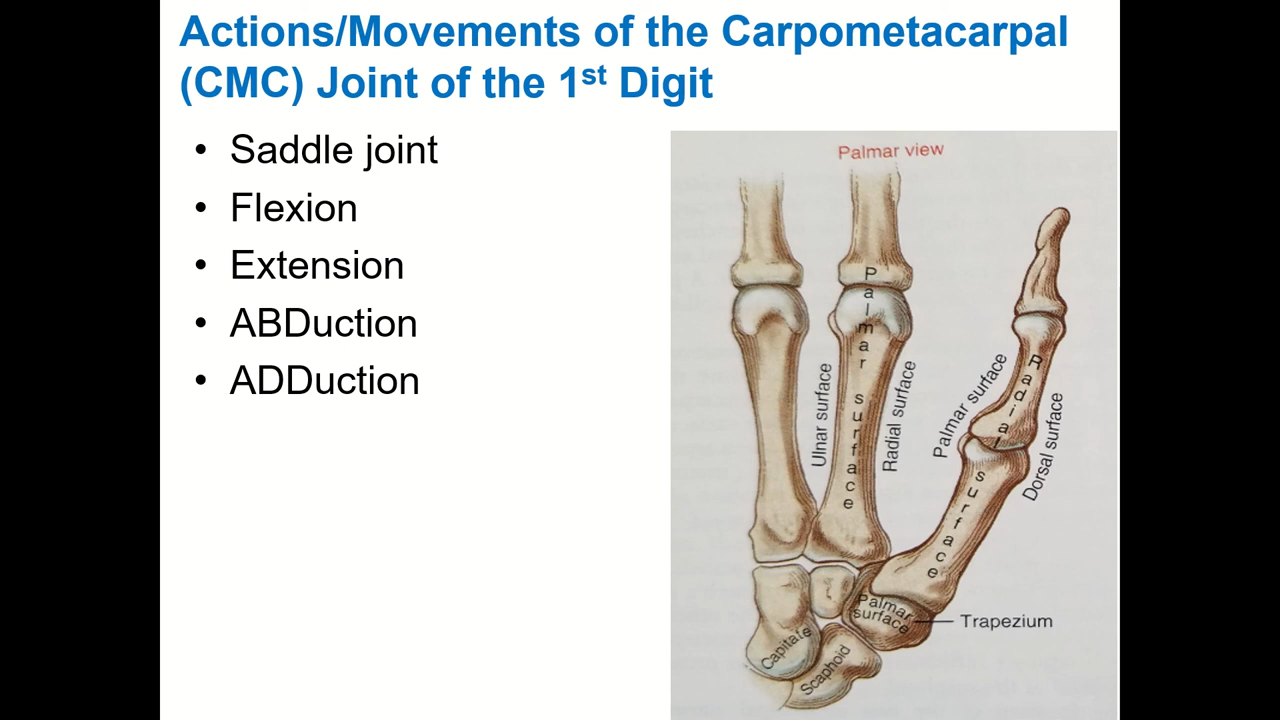 Actions/Movements of the Carpometacarpal
(CMC) Joint of the 1st Digit
• Saddle joint
• Flexion
• Extension
• ABDuction
• ADDuction
Palmar view
Ulnar surface
Palmar surface
Radial surface
Palmar surface
Radial surface
Dorsal surface
Palmar
surface
Trapezium
Capitate
Scaphoid